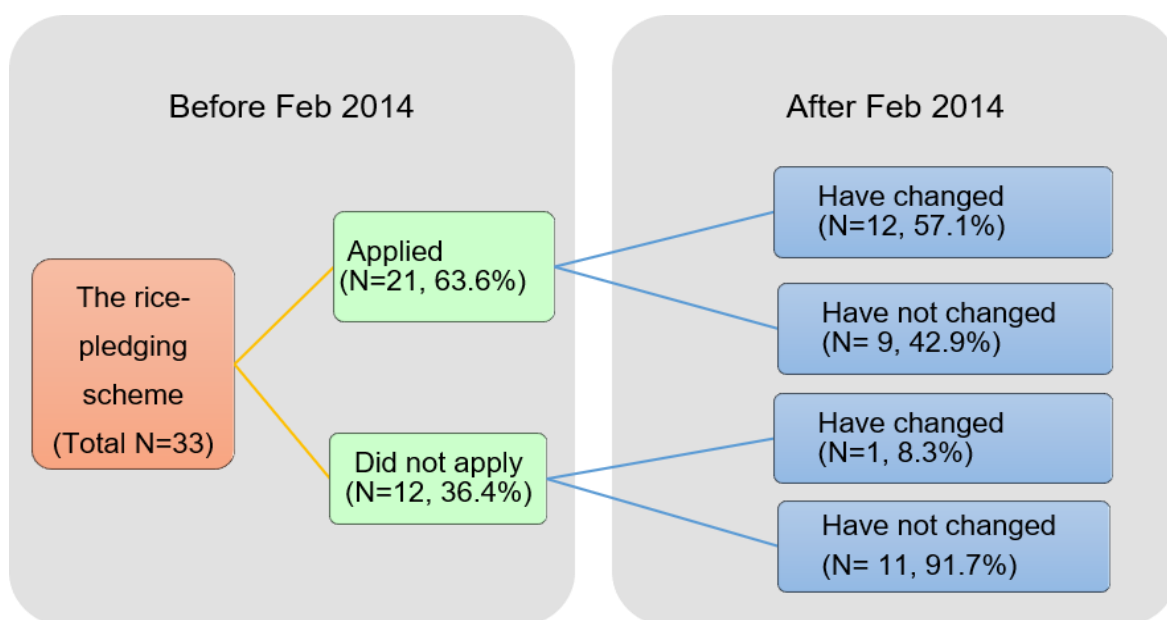 Before Feb 2014
After Feb 2014
The rice-
pledging
scheme
(Total N=33)
Applied
(N=21, 63.6%)
Did not apply
(N=12, 36.4%)
Have changed
(N=12, 57.1%)
Have not changed
(N= 9, 42.9%)
Have changed
(N=1, 8.3%)
Have not changed
(N= 11, 91.7%)